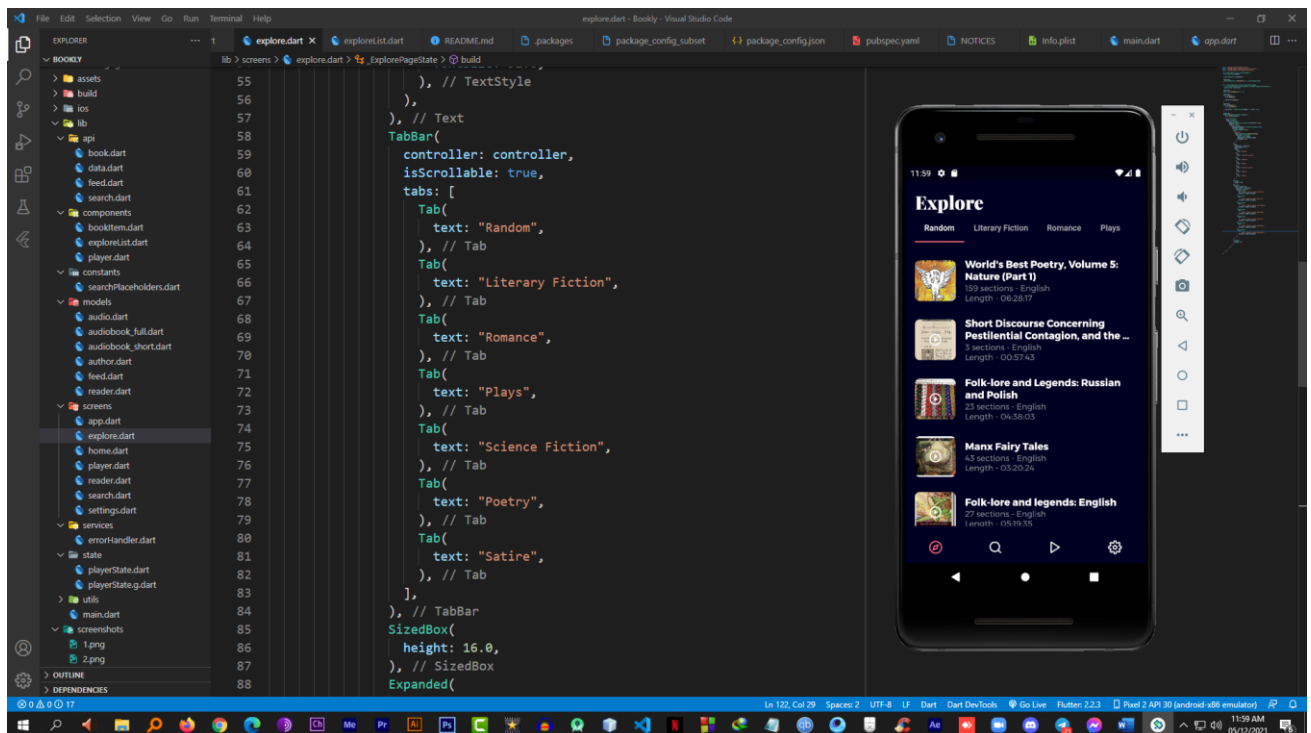 File Edit Selection View Go Run Terminal Help
explore.dart - Bookly - Visual Studio Code
EXPLORER
explore.dart
exploreList.dart
README.md
.packages
package_config_subset
package_config.json
pubspec.yaml
NOTICES
Info.plist
main.dart
app.dart
BOOKLY
lib > screens > explore.dart > _ExplorePageState > build
assets
build
ios
lib
api
book.dart
data.dart
feed.dart
search.dart
components
bookItem.dart
exploreList.dart
player.dart
constants
searchPlaceholders.dart
models
audio.dart
audiobook_full.dart
audiobook_short.dart
author.dart
feed.dart
reader.dart
screens
app.dart
explore.dart
home.dart
player.dart
reader.dart
search.dart
settings.dart
services
errorHandler.dart
state
playerState.dart
playerState.g.dart
utils
main.dart
screenshots
1.png
2.png
OUTLINE
DEPENDENCIES
55 ), // TextStyle
56 ),
57 ), // Text
58 TabBar(
59 controller: controller,
60 isScrollable: true,
61 tabs: [
62 Tab(
63 text: "Random",
64 ), // Tab
65 Tab(
66 text: "Literary Fiction",
67 ), // Tab
68 Tab(
69 text: "Romance",
70 ), // Tab
71 Tab(
72 text: "Plays",
73 ), // Tab
74 Tab(
75 text: "Science Fiction",
76 ), // Tab
77 Tab(
78 text: "Poetry",
79 ), // Tab
80 Tab(
81 text: "Satire",
82 ), // Tab
83 ],
84 ), // TabBar
85 SizedBox(
86 height: 16.0,
87 ), // SizedBox
88 Expanded(
11:59
Explore
Random Literary Fiction Romance Plays
World's Best Poetry, Volume 5:
Nature (Part 1)
159 sections - English
Length - 06:28:17
Short Discourse Concerning
Pestilential Contagion, and the ...
3 sections - English
Length - 00:57:43
Folk-lore and Legends: Russian
and Polish
23 sections - English
Length - 04:38:03
Manx Fairy Tales
43 sections - English
Length - 03:20:24
Folk-lore and legends: English
27 sections - English
Length - 05:19:35
0 0 17
Ln 122, Col 29 Spaces: 2 UTF-8 LF Dart Dart DevTools Go Live Flutter: 2.2.3 Pixel 2 API 30 (android-x86 emulator)
Ch Me Pr Ai Ps Ae
11:59 AM
05/12/2021